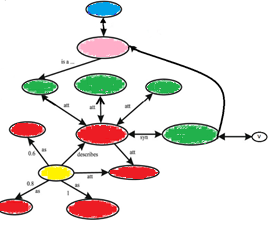 is a ...
att
att
att
syn
v
as
0.6
describes
att
att
0.8
as
as
1